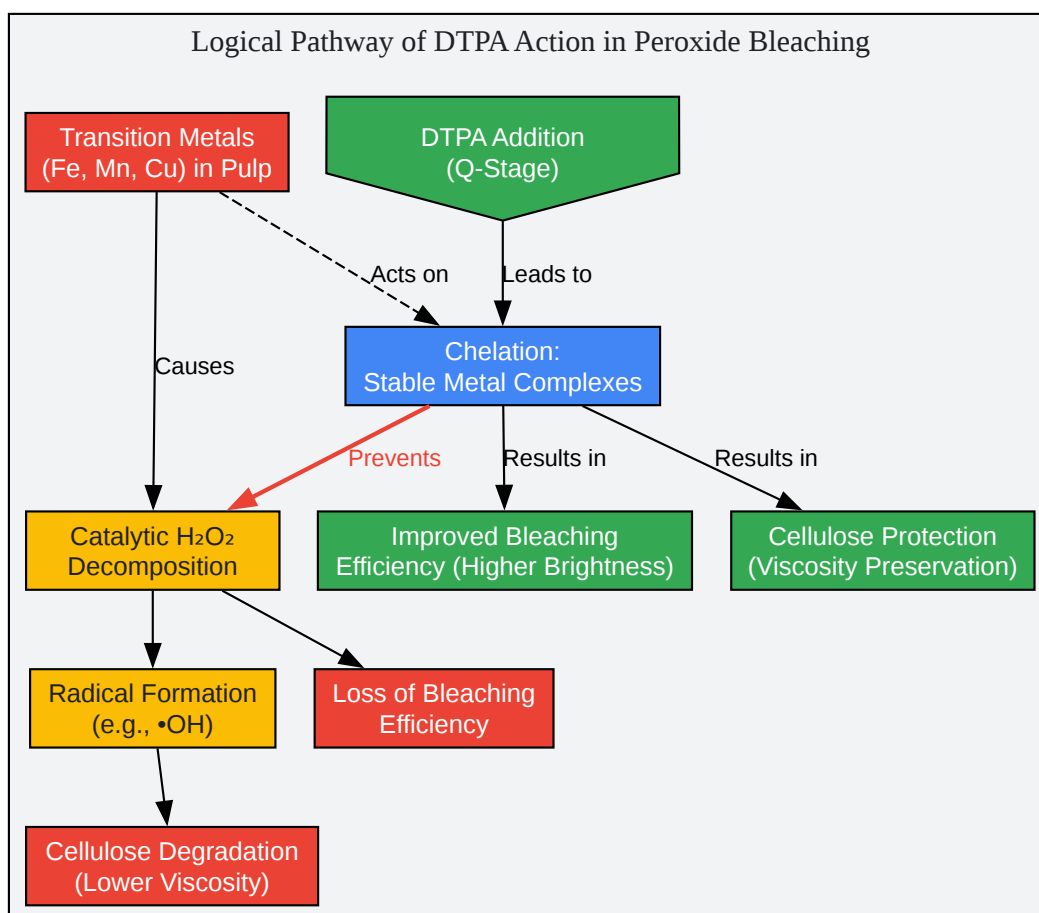 Logical Pathway of DTPA Action in Peroxide Bleaching
Transition Metals
(Fe, Mn, Cu) in Pulp
DTPA Addition
(Q-Stage)
Acts on
Leads to
Causes
Chelation:
Stable Metal Complexes
Prevents
Results in
Results in
Catalytic H₂O₂
Decomposition
Improved Bleaching
Efficiency (Higher Brightness)
Cellulose Protection
(Viscosity Preservation)
Radical Formation
(e.g., •OH)
Loss of Bleaching
Efficiency
Cellulose Degradation
(Lower Viscosity)